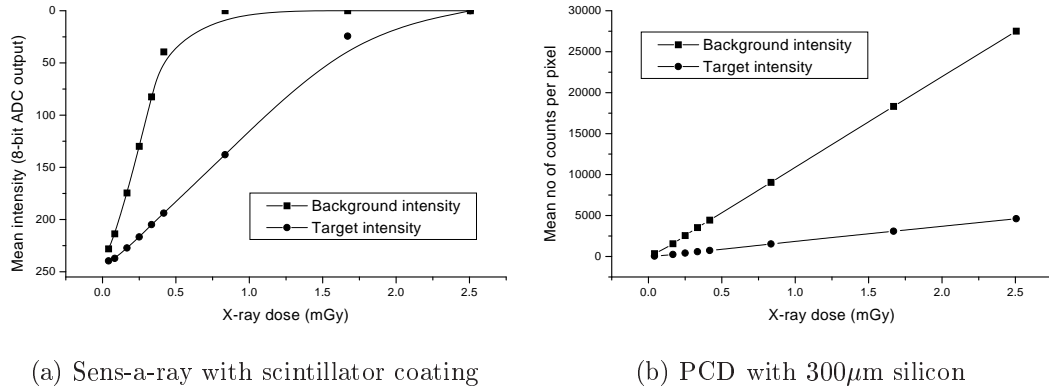 Mean intensity (8-bit ADC output)
0
50
100
150
200
250
Background intensity
Target intensity
0.0
0.5
1.0
1.5
2.0
2.5
X-ray dose (mGy)
(a) Sens-a-ray with scintillator coating
Mean no of counts per pixel
30000
25000
20000
15000
10000
5000
0
Background intensity
Target intensity
0.0
0.5
1.0
1.5
2.0
2.5
X-ray dose (mGy)
(b) PCD with 300μm silicon